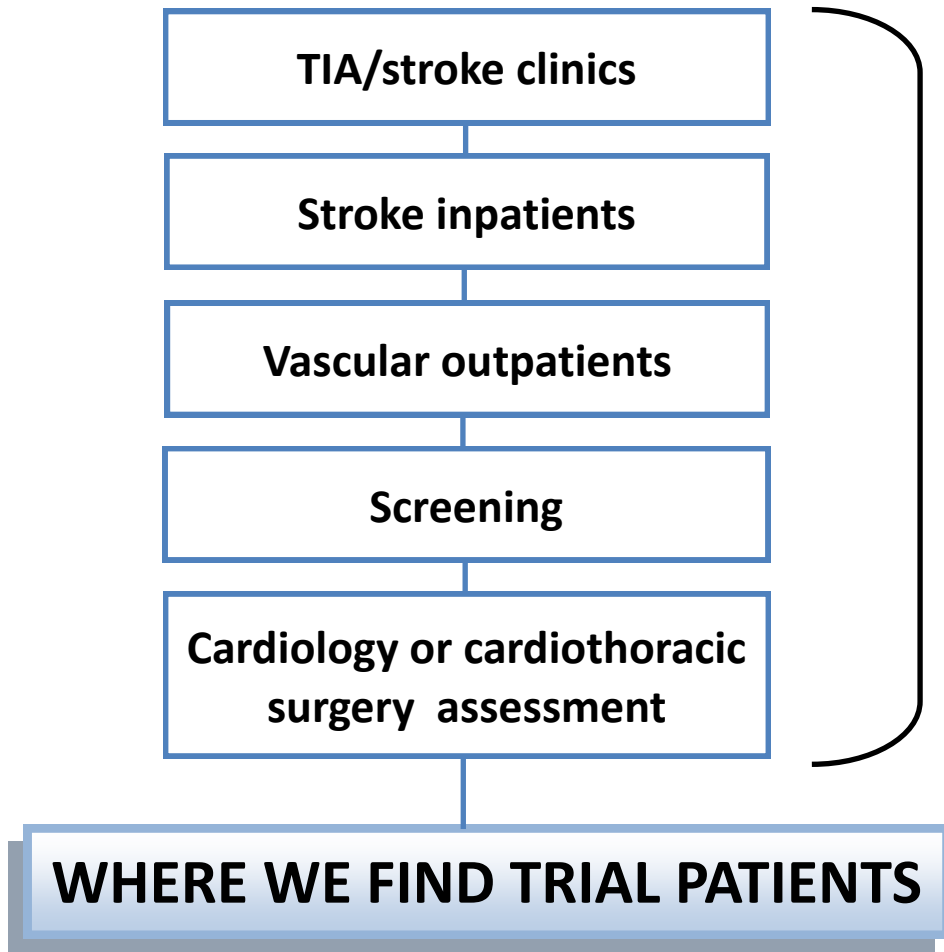 TIA/stroke clinics
Stroke inpatients
Vascular outpatients
Screening
Cardiology or cardiothoracic
surgery  assessment
WHERE WE FIND TRIAL PATIENTS